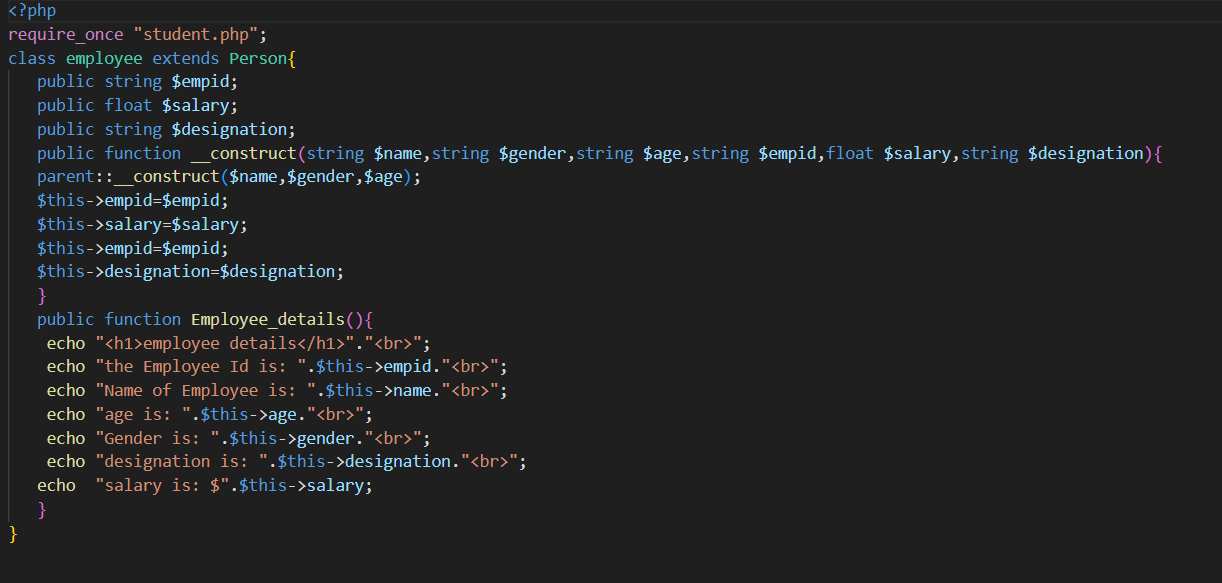 <?php
require_once "student.php";
class employee extends Person{
public string $empid;
public float $salary;
public string $designation;
public function __construct(string $name,string $gender,string $age,string $empid,float $salary,string $designation){
parent::__construct($name,$gender,$age);
$this->empid=$empid;
$this->salary=$salary;
$this->empid=$empid;
$this->designation=$designation;
}
public function Employee_details(){
echo "<h1>employee details</h1>"."<br>";
echo "the Employee Id is: ".$this->empid."<br>";
echo "Name of Employee is: ".$this->name."<br>";
echo "age is: ".$this->age."<br>";
echo "Gender is: ".$this->gender."<br>";
echo "designation is: ".$this->designation."<br>";
echo  "salary is: $".$this->salary;
}
}